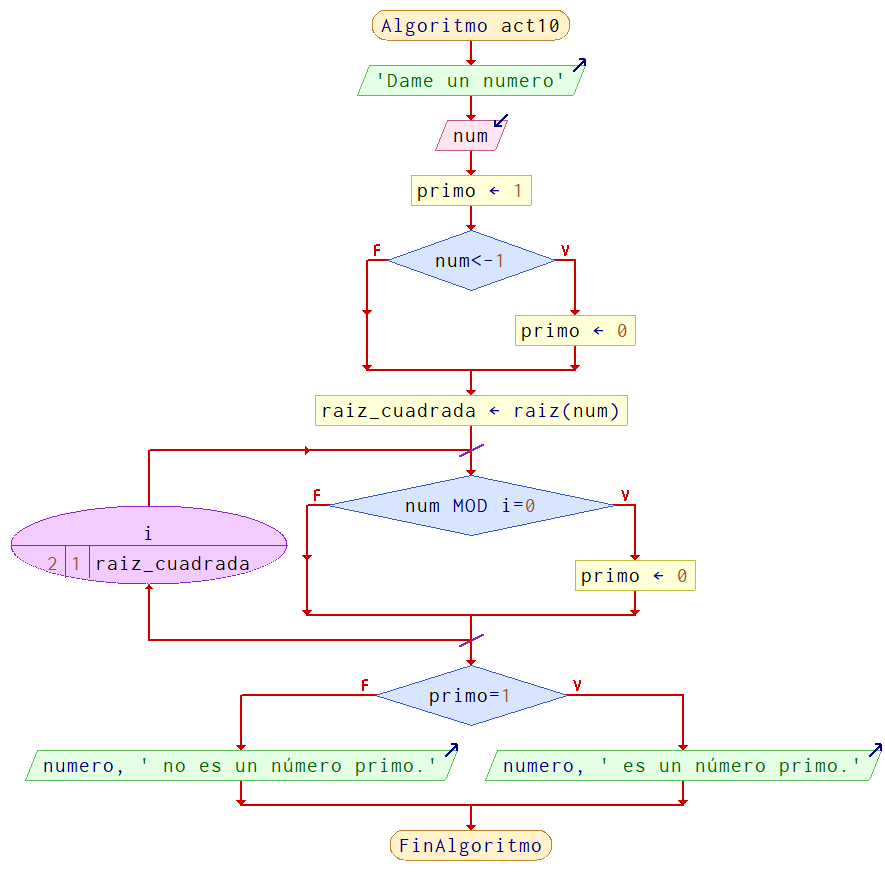 Algoritmo act10
'Dame un numero'
num
primo ← 1
F
num<-1
V
primo ← 0
raiz_cuadrada ← raiz(num)
F
num MOD i=0
V
i
2 1 raiz_cuadrada
primo ← 0
F
primo=1
V
numero, ' no es un número primo.'
numero, ' es un número primo.'
FinAlgoritmo